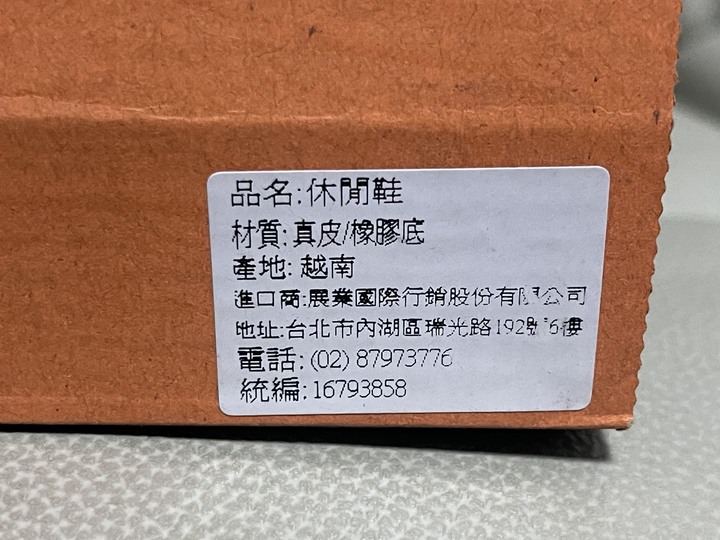 品名:休閒鞋
材質:真皮/橡膠底
產地:越南
進口商:展業國際行銷股份有限公司
地址:台北市內湖區瑞光路192號6樓
電話:(02) 87973776
統編:16793858